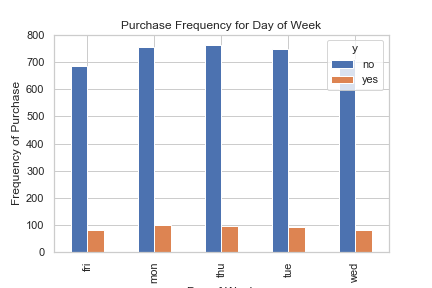 Purchase Frequency for Day of Week
y
no
yes
800
700
600
500
400
300
200
100
0
Frequency of Purchase
fri
mon
thu
tue
wed